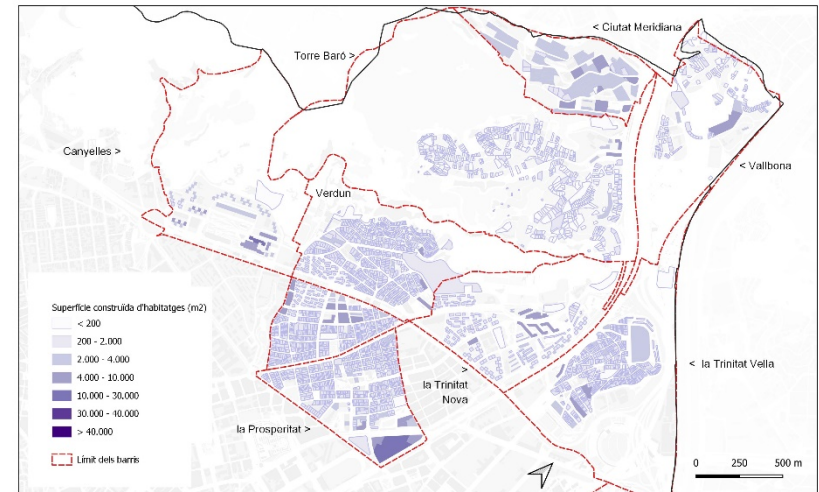 < Ciutat Meridiana
Torre Baró >
Canyelles >
< Vallbona
Verdun
Superfície construïda d'habitatges (m2)
< 200
200 - 2.000
2.000 - 4.000
4.000 - 10.000
10.000 - 30.000
30.000 - 40.000
> 40.000
Límit dels barris
< la Trinitat Vella
>
la Trinitat
Nova
la Prosperitat >
0 250 500 m